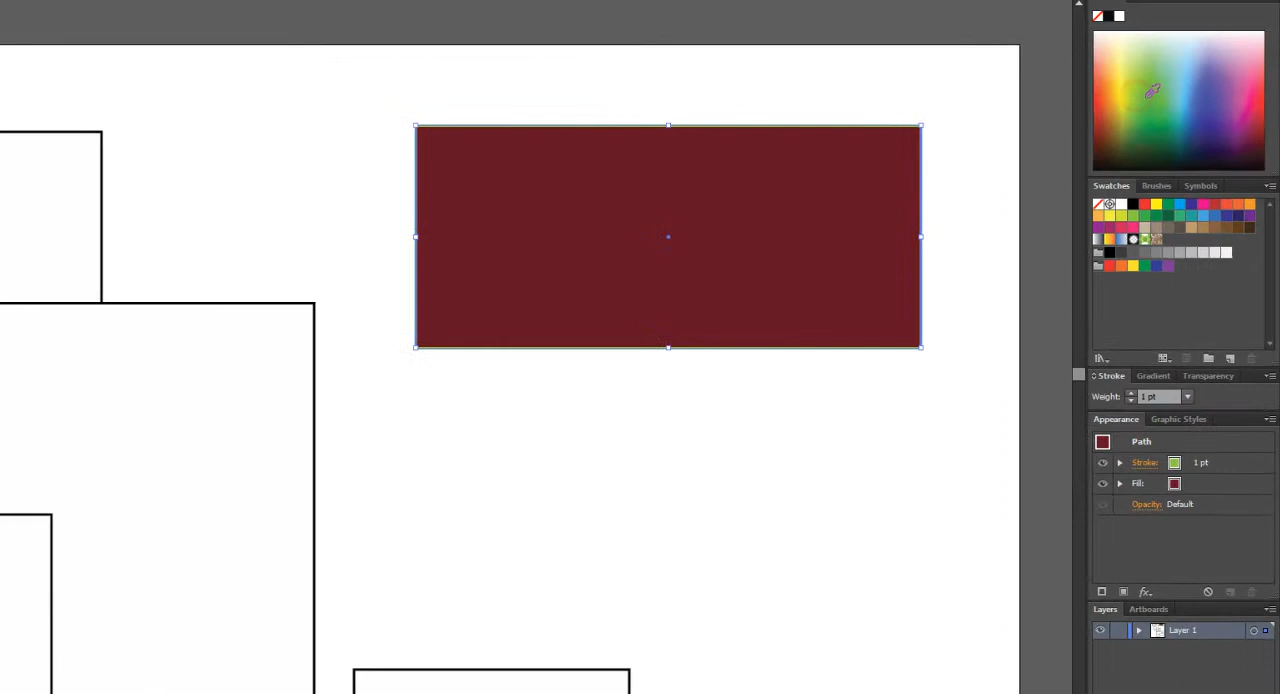 Swatches Brushes Symbols
Stroke Gradient Transparency
Weight: 1 pt
Appearance Graphic Styles
Path
Stroke: 1 pt
Fill:
Opacity: Default
fx
Layers Artboards
Layer 1